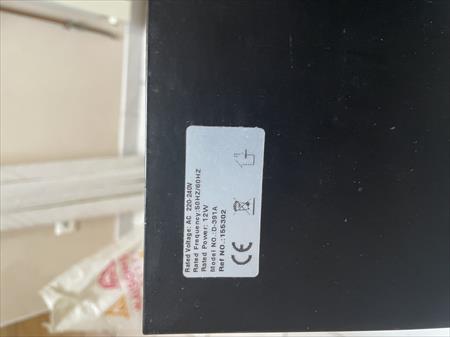 Rated Voltage: AC 220-240V
Rated Frequency:50HZ/60HZ
Rated Power: 12W
Model NO.:D-391A
Ref NO.:155302
CE